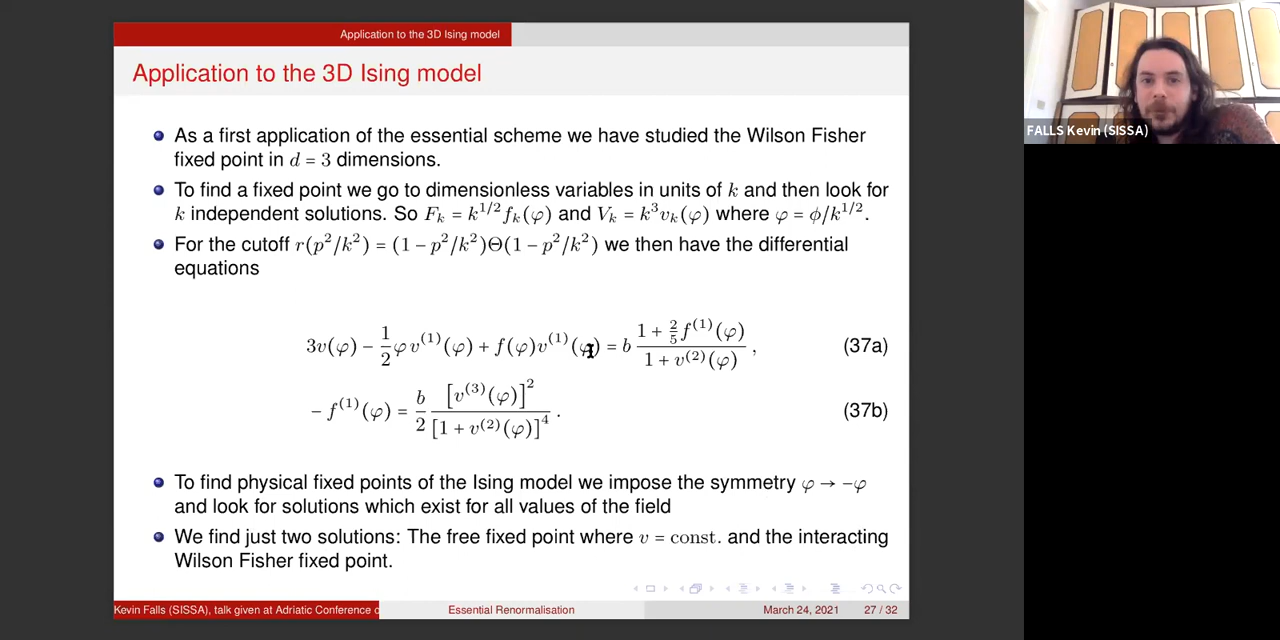 Application to the 3D Ising model
Application to the 3D Ising model
As a first application of the essential scheme we have studied the Wilson Fisher
fixed point in d = 3 dimensions.
To find a fixed point we go to dimensionless variables in units of k and then look for
k independent solutions. So F_k = k^{1/2} f_k(φ) and V_k = k^3 v_k(φ) where φ = ϕ/k^{1/2}.
For the cutoff r(p^2/k^2) = (1 − p^2/k^2)Θ(1 − p^2/k^2) we then have the differential
equations
3v(φ) − \frac{1}{2} φ v^{(1)}(φ) + f(φ)v^{(1)}(φ) = b \frac{1 + \frac{2}{5} f^{(1)}(φ)}{1 + v^{(2)}(φ)} , (37a)
− f^{(1)}(φ) = \frac{b}{2} \frac{[v^{(3)}(φ)]^2}{[1 + v^{(2)}(φ)]^4} . (37b)
To find physical fixed points of the Ising model we impose the symmetry φ → −φ
and look for solutions which exist for all values of the field
We find just two solutions: The free fixed point where v = const. and the interacting
Wilson Fisher fixed point.
Kevin Falls (SISSA), talk given at Adriatic Conference Essential Renormalisation March 24, 2021 27 / 32
FALLS Kevin (SISSA)